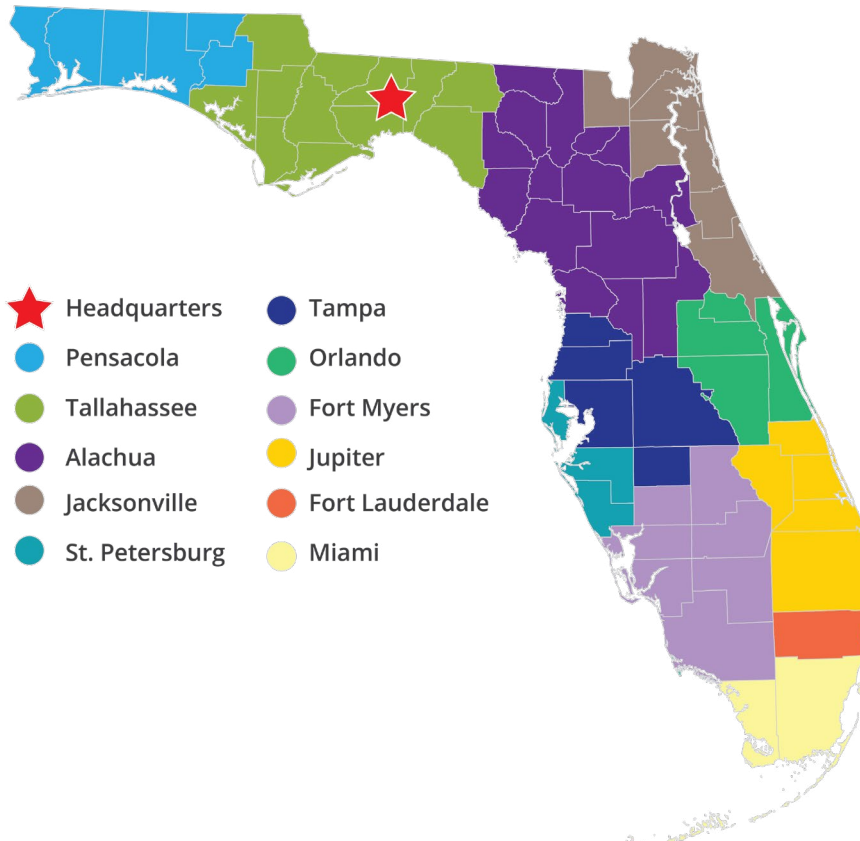 Headquarters
Pensacola
Tallahassee
Alachua
Jacksonville
St. Petersburg
Tampa
Orlando
Fort Myers
Jupiter
Fort Lauderdale
Miami